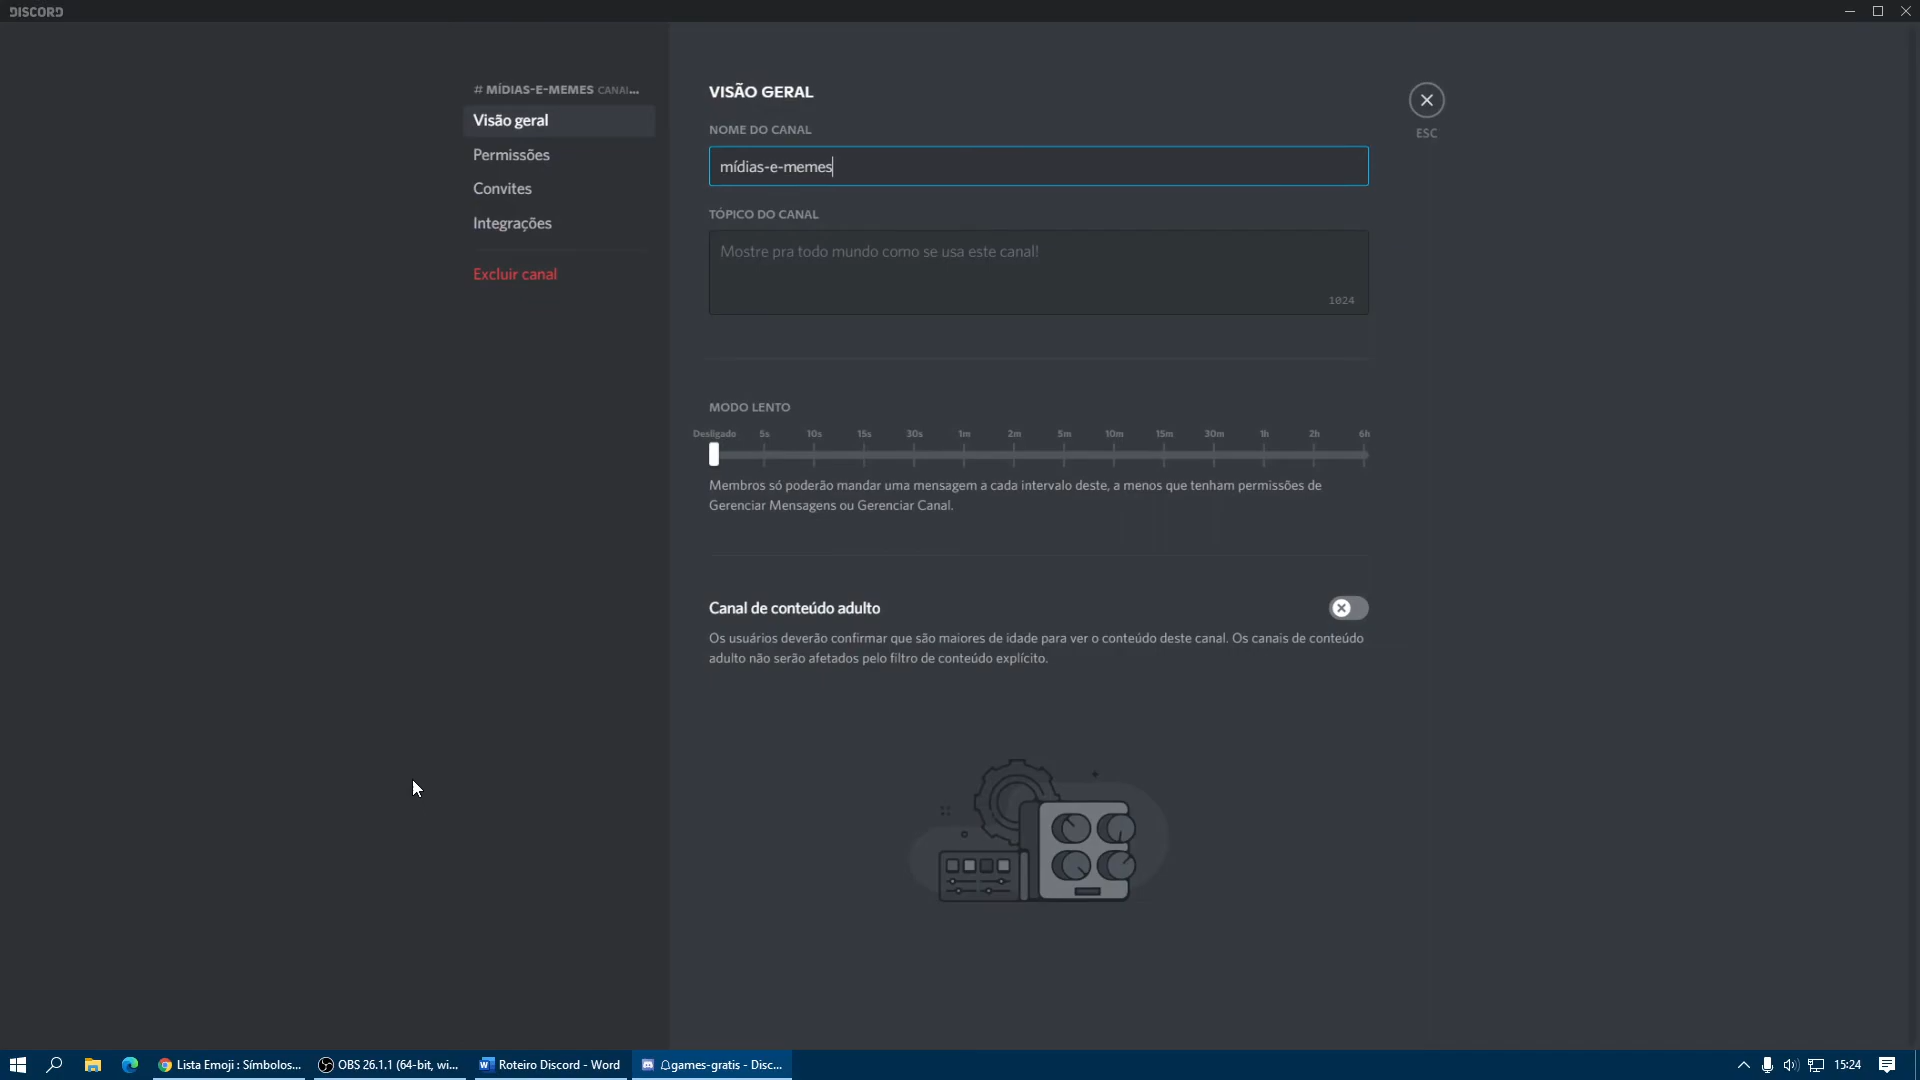 DISCORD
# MÍDIAS-E-MEMES CANAI...
Visão geral
Permissões
Convites
Integrações
Excluir canal
VISÃO GERAL
NOME DO CANAL
mídias-e-memes
TÓPICO DO CANAL
Mostre pra todo mundo como se usa este canal!
1024
ESC
MODO LENTO
Desligado 5s 10s 15s 30s 1m 2m 5m 10m 15m 30m 1h 2h 6h
Membros só poderão mandar uma mensagem a cada intervalo deste, a menos que tenham permissões de
Gerenciar Mensagens ou Gerenciar Canal.
Canal de conteúdo adulto
Os usuários deverão confirmar que são maiores de idade para ver o conteúdo deste canal. Os canais de conteúdo
adulto não serão afetados pelo filtro de conteúdo explícito.
Lista Emoji : Símbolos...
OBS 26.1.1 (64-bit, wi...
Roteiro Discord - Word
games-gratis - Disc...
15:24